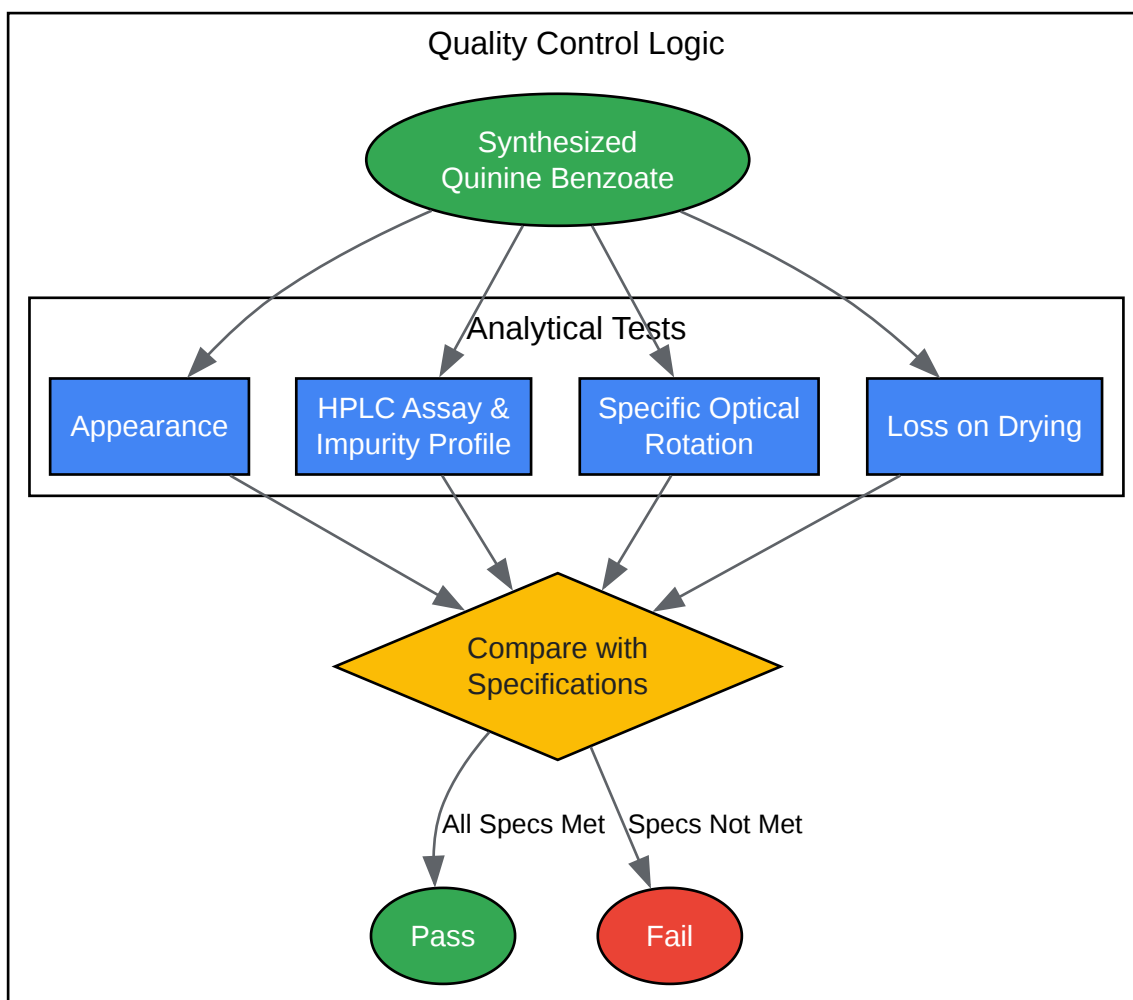 Quality Control Logic
Synthesized
Quinine Benzoate
Analytical Tests
Appearance
HPLC Assay &
Impurity Profile
Specific Optical
Rotation
Loss on Drying
Compare with
Specifications
All Specs Met
Specs Not Met
Pass
Fail